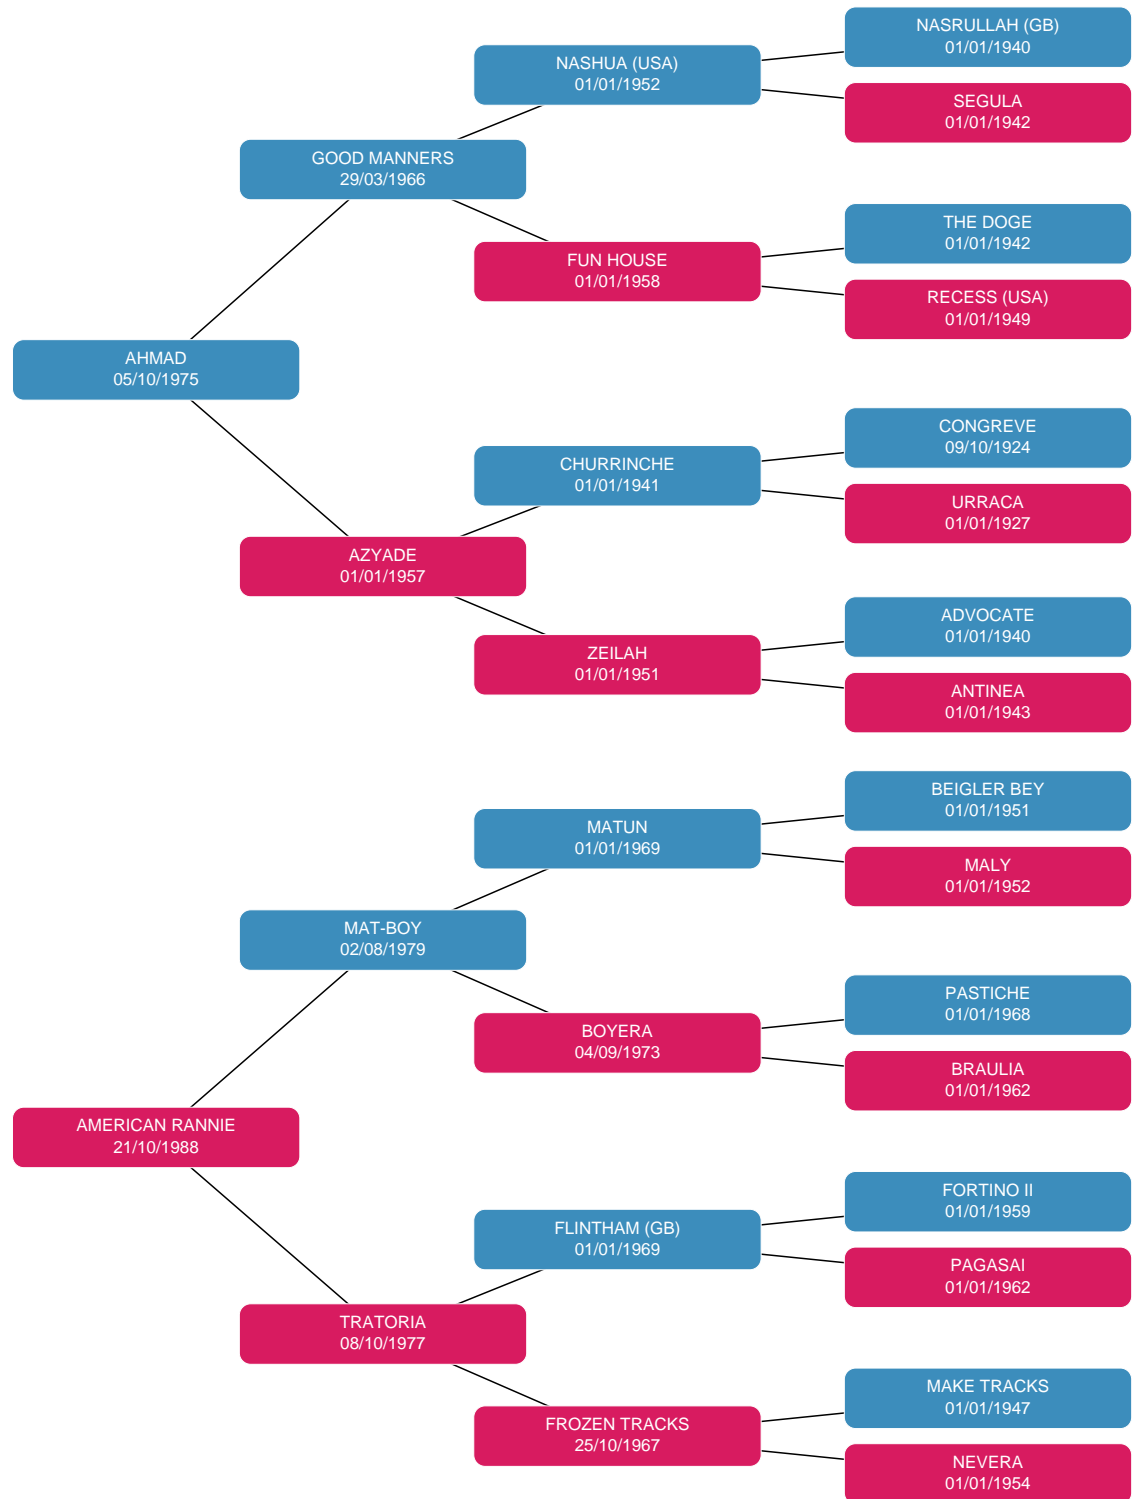 NASRULLAH (GB)
01/01/1940
NASHUA (USA)
01/01/1952
SEGULA
01/01/1942
GOOD MANNERS
29/03/1966
THE DOGE
01/01/1942
FUN HOUSE
01/01/1958
RECESS (USA)
01/01/1949
AHMAD
05/10/1975
CONGREVE
09/10/1924
CHURRINCHE
01/01/1941
URRACA
01/01/1927
AZYADE
01/01/1957
ADVOCATE
01/01/1940
ZEILAH
01/01/1951
ANTINEA
01/01/1943
BEIGLER BEY
01/01/1951
MATUN
01/01/1969
MALY
01/01/1952
MAT-BOY
02/08/1979
PASTICHE
01/01/1968
BOYERA
04/09/1973
BRAULIA
01/01/1962
AMERICAN RANNIE
21/10/1988
FORTINO II
01/01/1959
FLINTHAM (GB)
01/01/1969
PAGASAI
01/01/1962
TRATORIA
08/10/1977
MAKE TRACKS
01/01/1947
FROZEN TRACKS
25/10/1967
NEVERA
01/01/1954